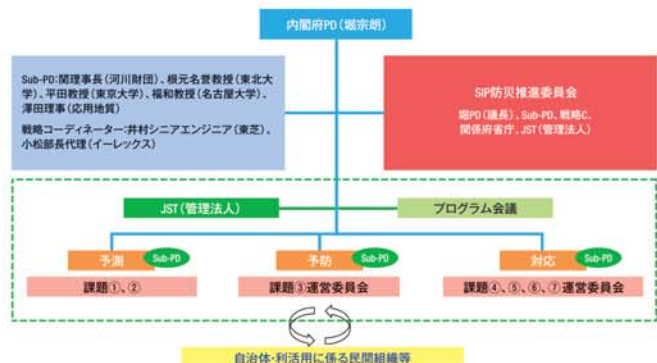 内閣府PD(堀宗朗)
Sub-PD:関理事長(河川財団)、根元名誉教授(東北大
学)、平田教授(東京大学)、福和教授(名古屋大学)、
澤田理事(応用地質)
戦略コーディネーター:井村シニアエンジニア(東芝)、
小松部長代理(イーレックス)
SIP防災推進委員会
堀PD(議長)、Sub-PD、戦略C、
関係府省庁、JST(管理法人)
JST(管理法人)
プログラム会議
予測
Sub-PD
予防
Sub-PD
対応
Sub-PD
課題①、②
課題③運営委員会
課題④、⑤、⑥、⑦運営委員会
自治体・利活用に係る民間組織等